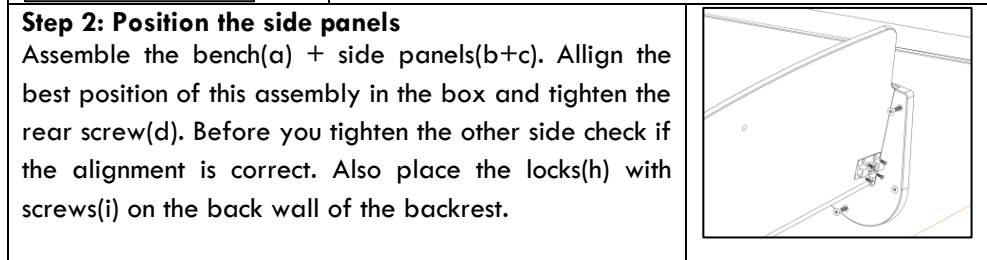 Step 2: Position the side panels
Assemble the bench(a) + side panels(b+c). Allign the
best position of this assembly in the box and tighten the
rear screw(d). Before you tighten the other side check if
the alignment is correct. Also place the locks(h) with
screws(i) on the back wall of the backrest.